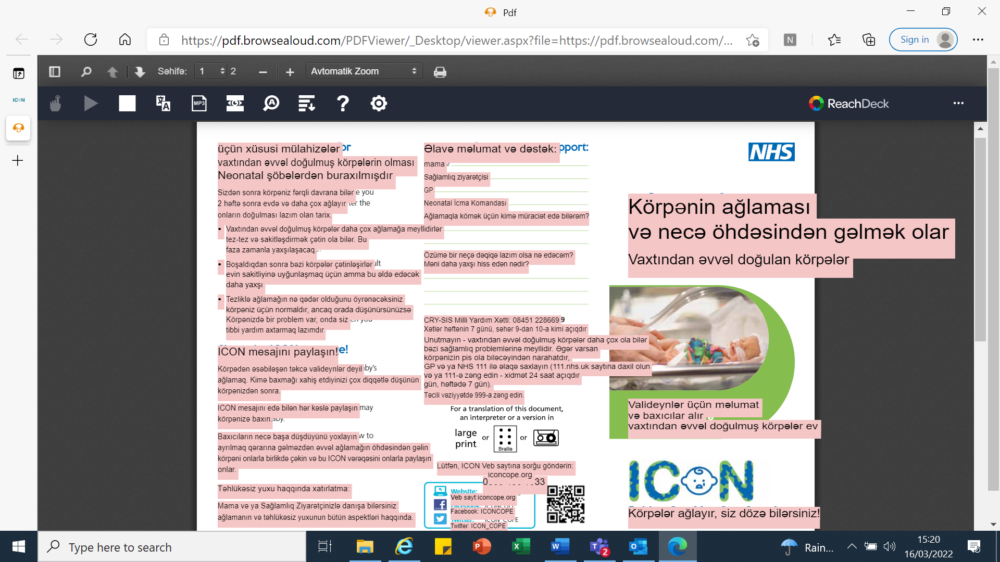 Pdf
https://pdf.browsealoud.com/PDFViewer/_Desktop/viewer.aspx?file=https://pdf.browsealoud.com/...
N
Sign in
Səhifə:
1
2
Avtomatik Zoom
ICON
MP3
ReachDeck
üçün xüsusi mülahizələr or
vaxtından əvvəl doğulmuş körpələrin olması
Neonatal şöbələrdən buraxılmışdır
Sizdən sonra körpəniz fərqli davrana bilər e you
2 həftə sonra evdə və daha çox ağlayır ter the
onların doğulması lazım olan tarix.
• Vaxtından əvvəl doğulmuş körpələr daha çox ağlamağa meyllidirlər
tez-tez və sakitləşdirmək çətin ola bilər. Bu
faza zamanla yaxşılaşacaq.
• Boşaldıqdan sonra bəzi körpələr çətinləşirlər ult
evin sakitliyinə uyğunlaşmaq üçün amma bu əldə edəcək
daha yaxşı
• Tezliklə ağlamağın nə qədər olduğunu öyrənəcəksiniz
körpəniz üçün normaldır, ancaq orada düşünürsünüzsə
Körpənizdə bir problem var, onda siz en you
tibbi yardım axtarmaq lazımdır
ICON mesajını paylaşın! e!
Körpədən əsəbiləşən təkcə valideynlər deyil by's
ağlamaq. Kimə baxmağı xahiş etdiyinizi çox diqqətlə düşünün
körpənizdən sonra.
ICON mesajını edə bilən hər kəslə paylaşın may
körpənizə baxın. aby.
Baxıcıların necə başa düşdüyünü yoxlayın w to
ayrılmaq qərarına gəlməzdən əvvəl ağlamağın öhdəsindən gəlin
körpəni onlarla birlikdə çəkin və bu ICON vərəqəsini onlarla paylaşın
onlar.
Təhlükəsiz yuxu haqqında xatırlatma:
Mama və ya Sağlamlıq Ziyarətçinizlə danışa bilərsiniz
ağlamanın və təhlükəsiz yuxunun bütün aspektləri haqqında.
Əlavə məlumat və dəstək: pport:
mama e
Sağlamlıq ziyarətçisi
GP
Neonatal İcma Komandası
Ağlamaqla kömək üçün kimə müraciət edə bilərəm?
Özümə bir neçə dəqiqə lazım olsa nə edəcəm?
Məni daha yaxşı hiss edən nədir?
CRY-SIS Milli Yardım Xətti: 08451 228669 9
Xətlər həftənin 7 günü, səhər 9-dan 10-a kimi açıqdır
Unutmayın - vaxtından əvvəl doğulmuş körpələr daha çox ola bilər
bəzi sağlamlıq problemlərinə meyllidir. Əgər varsan
körpənizin pis ola biləcəyindən narahatdır,
GP və ya NHS 111 ilə əlaqə saxlayın (111.nhs.uk saytına daxil olun
və ya 111-ə zəng edin - xidmət 24 saat açıqdır
gün, həftədə 7 gün).
Təcili vəziyyətdə 999-a zəng edin.
For a translation of this document,
an interpreter or a version in
large print or Braille or
Lütfən, ICON Veb saytına sorğu göndərin:
iconcope.org
0 33
Website:
Veb sayt:iconcope.org
Facebook: ICONCOPE
Twitter: ICON_COPE
NHS
Körpənin ağlaması
və necə öhdəsindən gəlmək olar
Vaxtından əvvəl doğulan körpələr
Valideynlər üçün məlumat
və baxıcılar alır
vaxtından əvvəl doğulmuş körpələr ev
ICON
Körpələr ağlayır, siz dözə bilərsiniz!
Type here to search
2
Rain...
15:20
16/03/2022